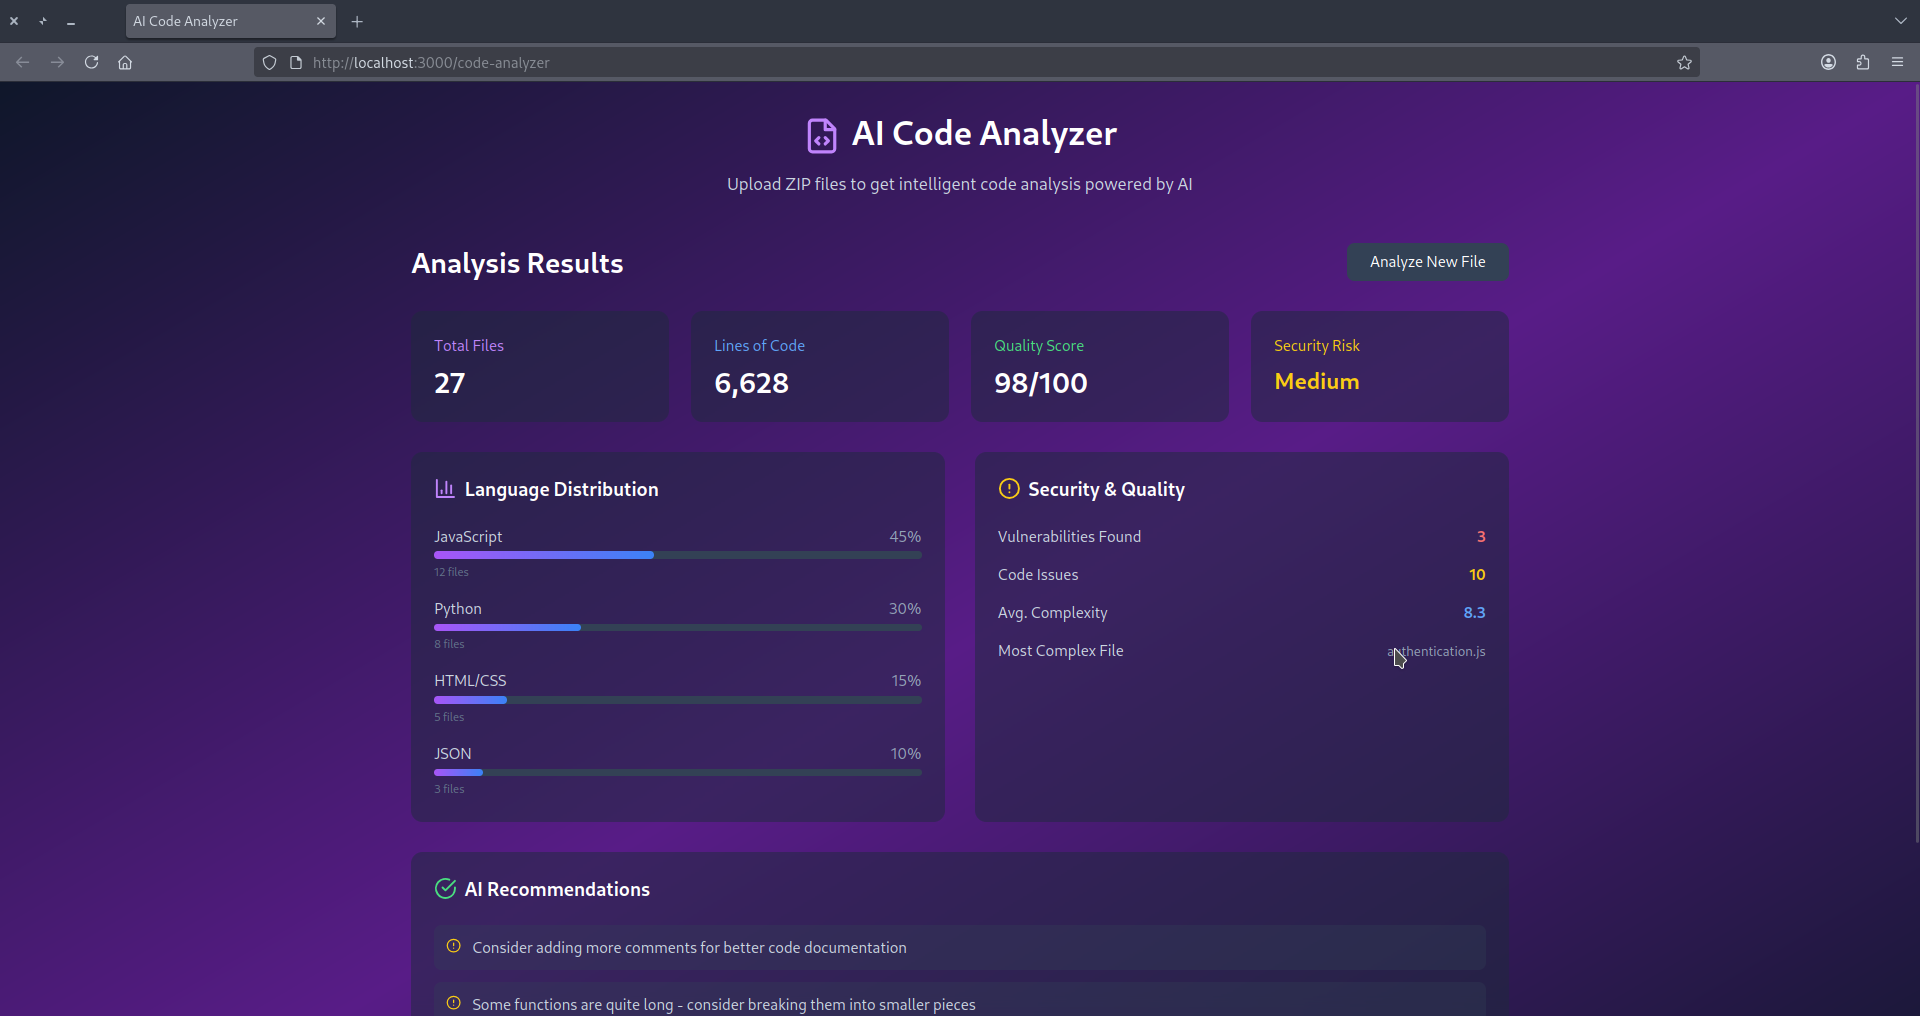 AI Code Analyzer
http://localhost:3000/code-analyzer
AI Code Analyzer
Upload ZIP files to get intelligent code analysis powered by AI
Analysis Results
Analyze New File
Total Files
27
Lines of Code
6,628
Quality Score
98/100
Security Risk
Medium
Language Distribution
JavaScript 45%
12 files
Python 30%
8 files
HTML/CSS 15%
5 files
JSON 10%
3 files
Security & Quality
Vulnerabilities Found 3
Code Issues 10
Avg. Complexity 8.3
Most Complex File authentication.js
AI Recommendations
Consider adding more comments for better code documentation
Some functions are quite long - consider breaking them into smaller pieces